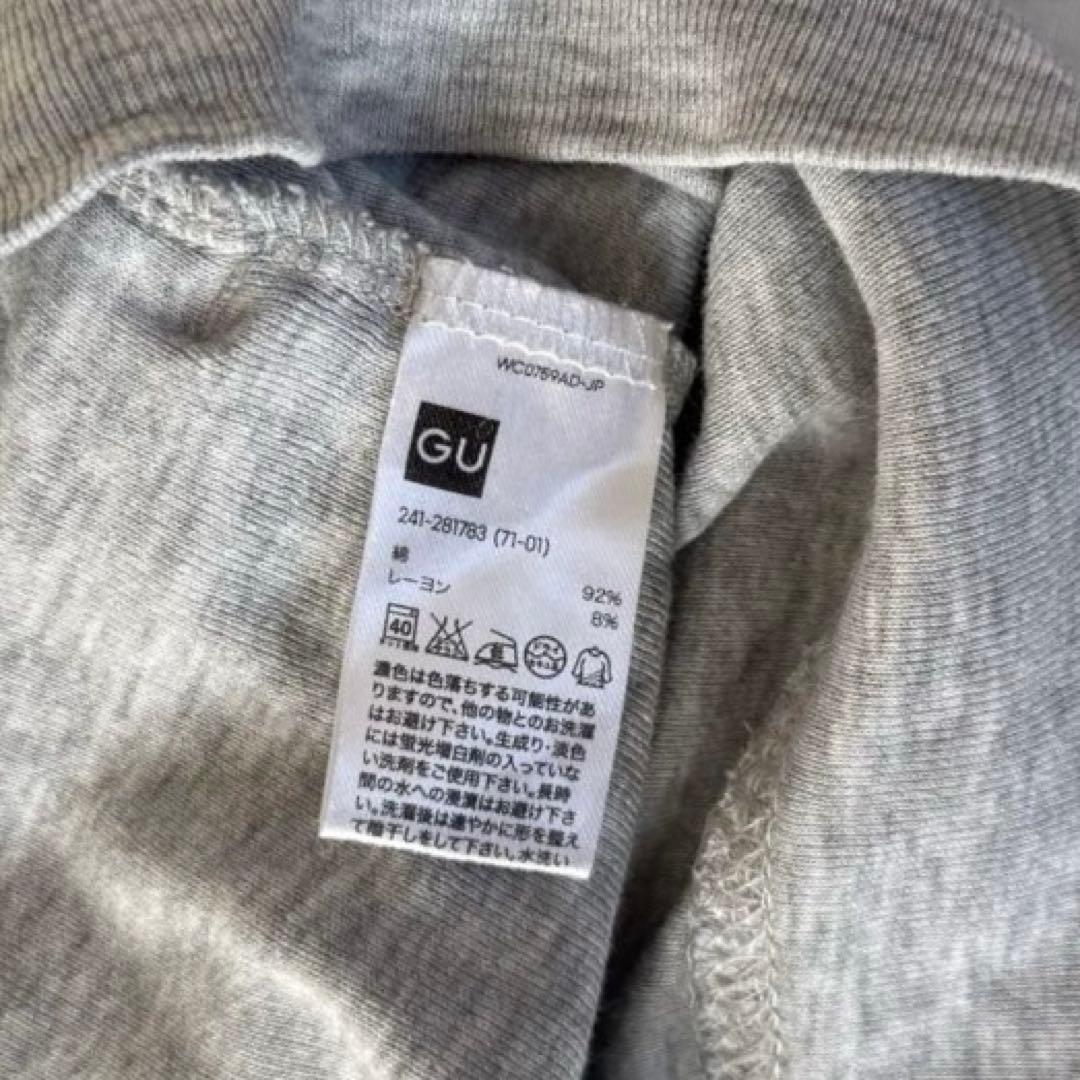 WC0759AD-JP
GU
241-281783 (71-01)
綿 92%
レーヨン 8%
40
濃色は色落ちする可能性があ
りますので、他の物とのお洗濯
はお避け下さい。生成り・淡色
には蛍光増白剤の入っていな
い洗剤をご使用下さい。長時
間の水への浸漬はお避け下さ
い。洗濯後は速やかに形を整え
て陰干しをして下さい。水洗い